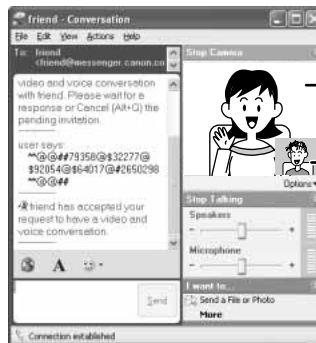 friend - Conversation
File Edit View Actions Help
To: friend
<friend@messenger.canon.co
video and voice conversation
with friend. Please wait for a
response or Cancel (Alt+Q) the
pending invitation.
user says:
^^@@##79358@$32277@
$92054@$64017@#2650298
^^@@##
friend has accepted your
request to have a video and
voice conversation.
A
Send
Connection established
Stop Camera
Options
Stop Talking
Speakers
- +
Microphone
- +
I want to...
Send a File or Photo
More